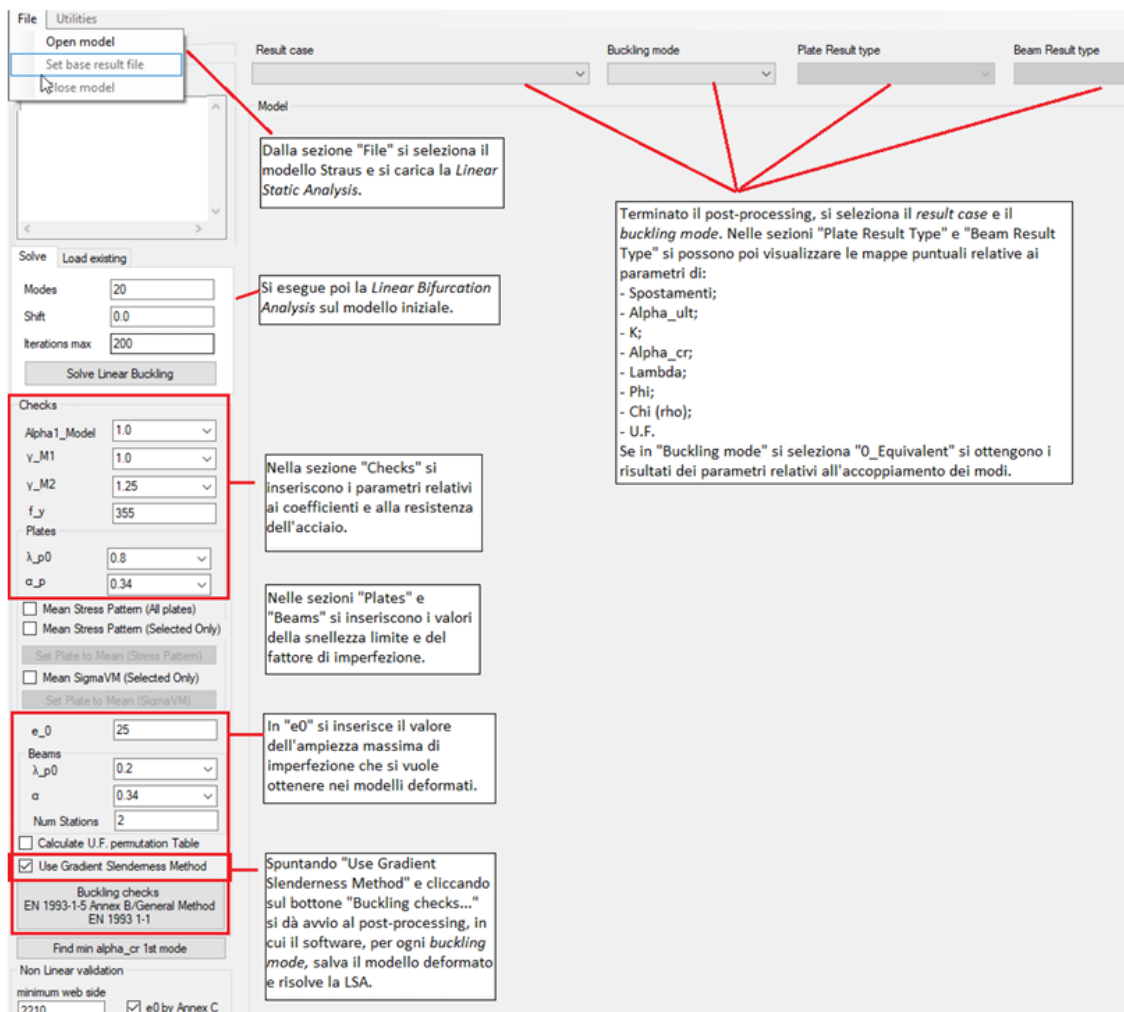 File Utilities
Open model
Set base result file
Close model
Result case
Buckling mode
Plate Result type
Beam Result type
Model
Dalla sezione "File" si seleziona il
modello Straus e si carica la Linear
Static Analysis.
Terminato il post-processing, si seleziona il result case e il
buckling mode. Nelle sezioni "Plate Result Type" e "Beam Result
Type" si possono poi visualizzare le mappe puntuali relative ai
parametri di:
- Spostamenti;
- Alpha_ult;
- K;
- Alpha_cr;
- Lambda;
- Phi;
- Chi (rho);
- U.F.
Se in "Buckling mode" si seleziona "0_Equivalent" si ottengono i
risultati dei parametri relativi all'accoppiamento dei modi.
Solve Load existing
Modes 20
Shift 0.0
Iterations max 200
Solve Linear Buckling
Si esegue poi la Linear Bifurcation
Analysis sul modello iniziale.
Checks
Alpha1_Model 1.0
γ_M1 1.0
γ_M2 1.25
f_y 355
Plates
λ_p0 0.8
α_p 0.34
Nella sezione "Checks" si
inseriscono i parametri relativi
ai coefficienti e alla resistenza
dell'acciaio.
Mean Stress Pattern (All plates)
Mean Stress Pattern (Selected Only)
Set Plate to Mean (Stress Pattern)
Mean SigmaVM (Selected Only)
Set Plate to Mean (SigmaVM)
Nelle sezioni "Plates" e
"Beams" si inseriscono i valori
della snellezza limite e del
fattore di imperfezione.
e_0 25
Beams
λ_p0 0.2
α 0.34
Num Stations 2
In "e0" si inserisce il valore
dell'ampiezza massima di
imperfezione che si vuole
ottenere nei modelli deformati.
Calculate U.F. permutation Table
Use Gradient Slenderness Method
Buckling checks
EN 1993-1-5 Annex B/General Method
EN 1993 1-1
Spuntando "Use Gradient
Slenderness Method" e cliccando
sul bottone "Buckling checks..."
si dà avvio al post-processing, in
cui il software, per ogni buckling
mode, salva il modello deformato
e risolve la LSA.
Find min alpha_cr 1st mode
Non Linear validation
minimum web side
2210
e0 by Annex C